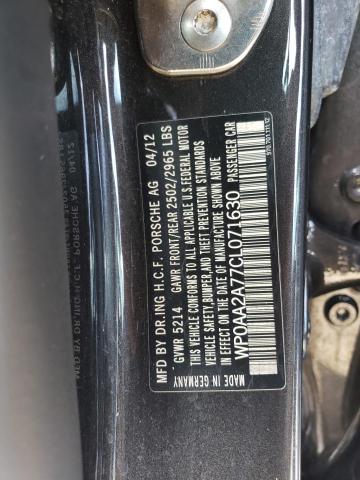 MFD BY DR.ING H.C.F. PORSCHE AG 04/12
GVWR 5214 GAWR FRONT/REAR 2502/2965 LBS
THIS VEHICLE CONFORMS TO ALL APPLICABLE U.S.FEDERAL MOTOR
VEHICLE SAFETY,BUMPER,AND THEFT PREVENTION STANDARDS
IN EFFECT ON THE DATE OF MANUFACTURE SHOWN ABOVE
WP0AA2A77CL071630 PASSENGER CAR
MADE IN GERMANY